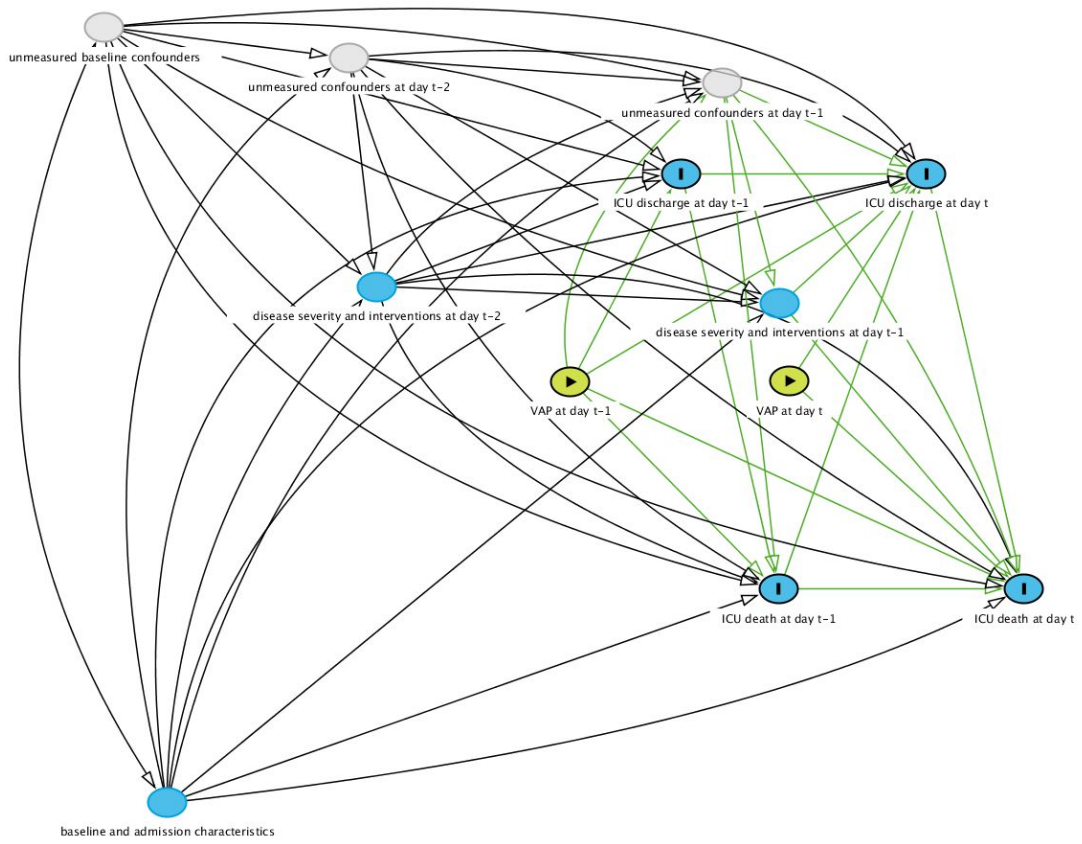 unmeasured baseline confounders
unmeasured confounders at day t-2
unmeasured confounders at day t-1
ICU discharge at day t-1
ICU discharge at day t
disease severity and interventions at day t-2
disease severity and interventions at day t-1
VAP at day t-1
VAP at day t
ICU death at day t-1
ICU death at day t
baseline and admission characteristics